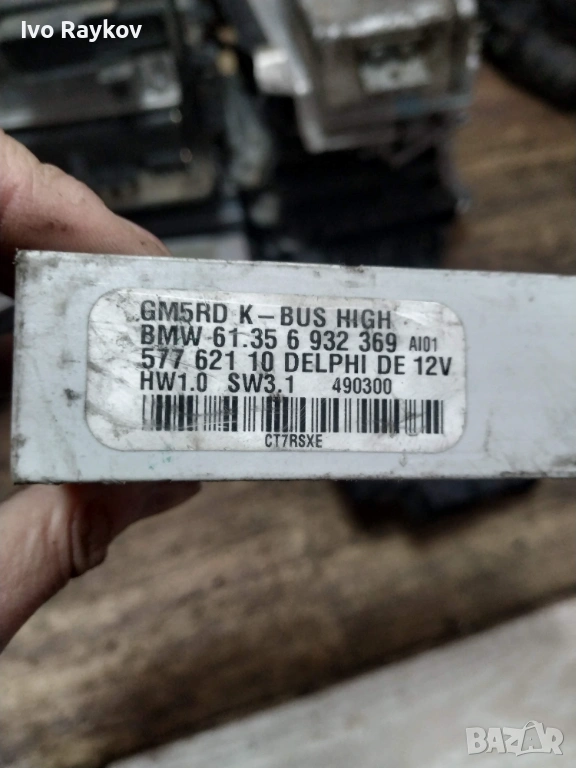 Ivo Raykov
GM5RD K-BUS HIGH
BMW 61.35 6 932 369 AI01
577 621 10 DELPHI DE 12V
HW1.0 SW3.1 490300
CT7RSXE
BAZAR